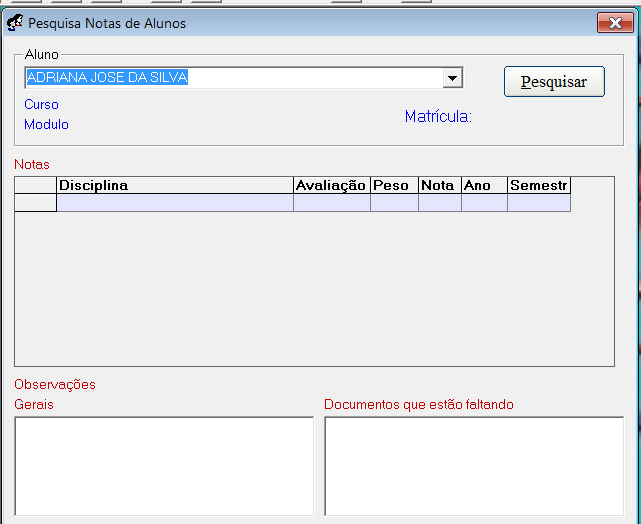 Pesquisa Notas de Alunos
Aluno
ADRIANA JOSE DA SILVA
Pesquisar
Curso
Modulo
Matrícula:
Notas
Disciplina Avaliação Peso Nota Ano Semestr
Observações
Gerais
Documentos que estão faltando